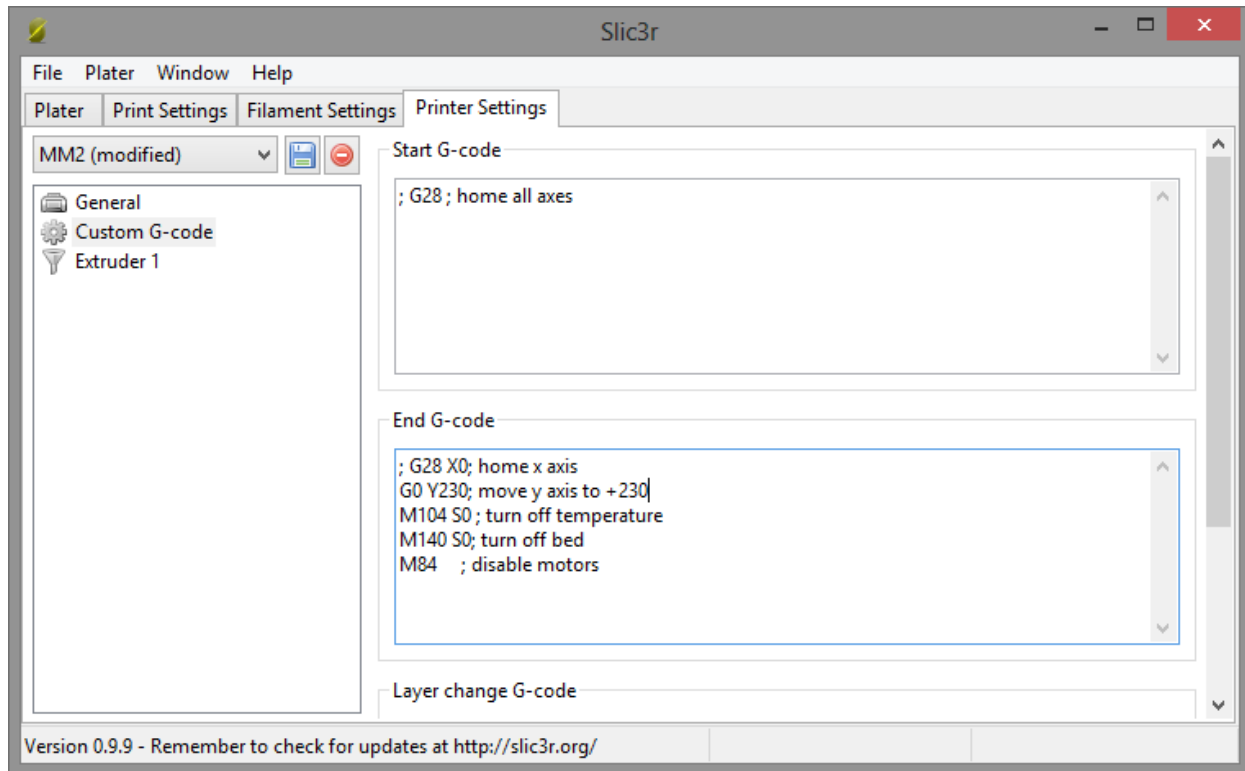 Slic3r
File Plater Window Help
Plater Print Settings Filament Settings Printer Settings
MM2 (modified)
General
Custom G-code
Extruder 1
Start G-code
; G28 ; home all axes
End G-code
; G28 X0; home x axis
G0 Y230; move y axis to +230
M104 S0 ; turn off temperature
M140 S0; turn off bed
M84    ; disable motors
Layer change G-code
Version 0.9.9 - Remember to check for updates at http://slic3r.org/